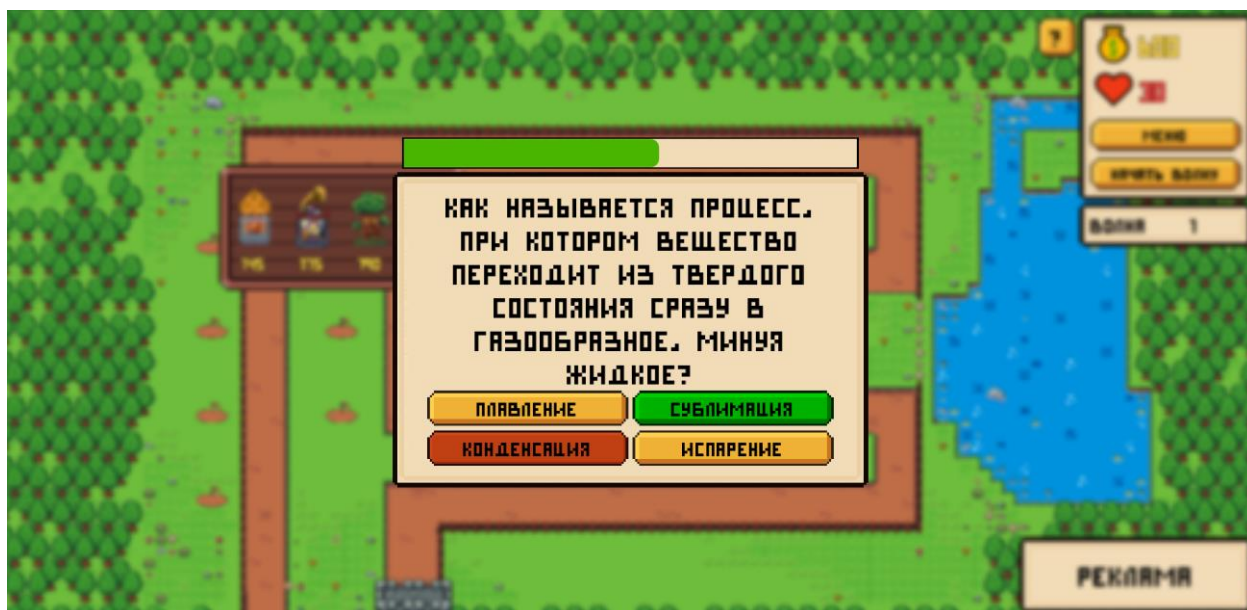 ?
МЕНЮ
НАЧАТЬ ВОЛНУ
ВОЛНА 1
КАК НАЗЫВАЕТСЯ ПРОЦЕСС,
ПРИ КОТОРОМ ВЕЩЕСТВО
ПЕРЕХОДИТ ИЗ ТВЕРДОГО
СОСТОЯНИЯ СРАЗУ В
ГАЗООБРАЗНОЕ, МИНУЯ
ЖИДКОЕ?
ПЛАВЛЕНИЕ
СУБЛИМАЦИЯ
КОНДЕНСАЦИЯ
ИСПАРЕНИЕ
РЕКЛАМА